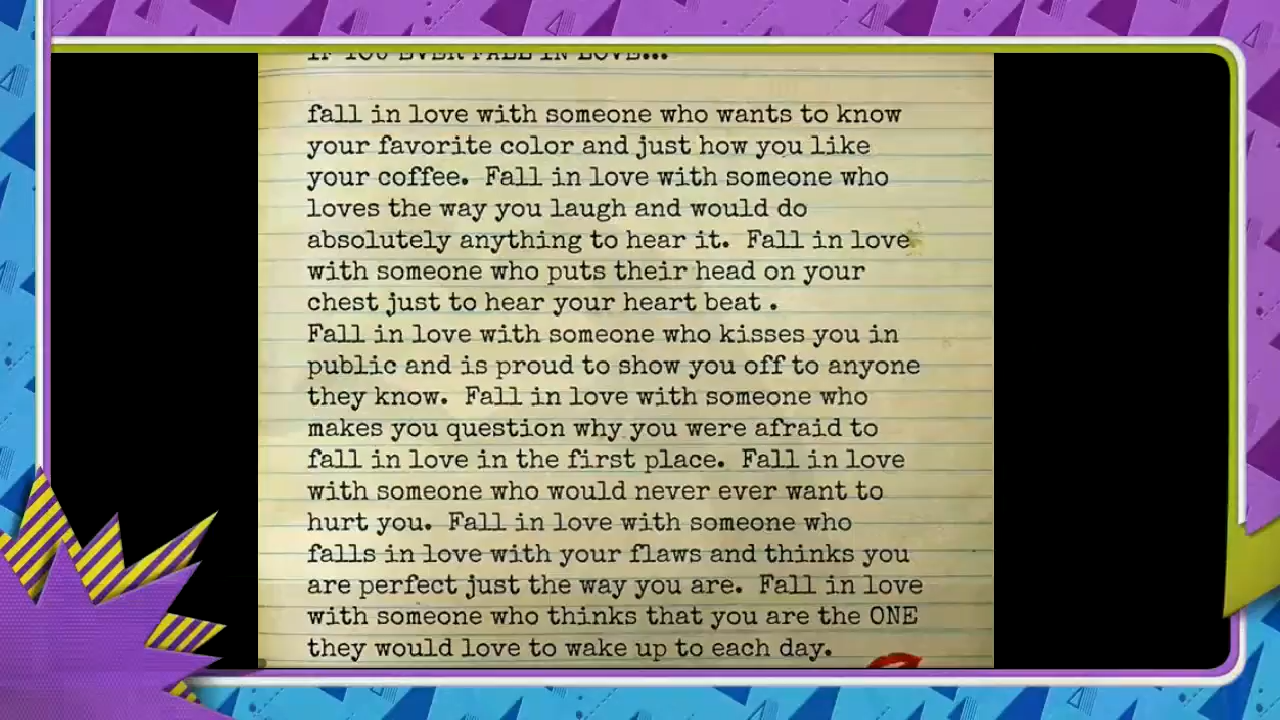 IF YOU EVER FALL IN LOVE...
fall in love with someone who wants to know
your favorite color and just how you like
your coffee. Fall in love with someone who
loves the way you laugh and would do
absolutely anything to hear it. Fall in love
with someone who puts their head on your
chest just to hear your heart beat .
Fall in love with someone who kisses you in
public and is proud to show you off to anyone
they know. Fall in love with someone who
makes you question why you were afraid to
fall in love in the first place. Fall in love
with someone who would never ever want to
hurt you. Fall in love with someone who
falls in love with your flaws and thinks you
are perfect just the way you are. Fall in love
with someone who thinks that you are the ONE
they would love to wake up to each day.